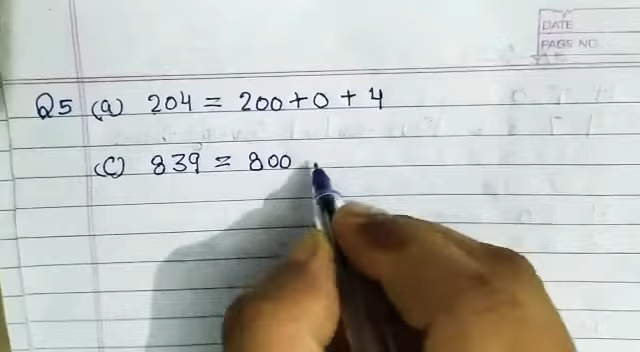 DATE
PAGE NO.
Q5 (a) 204 = 200+0+4
(C) 839 = 800